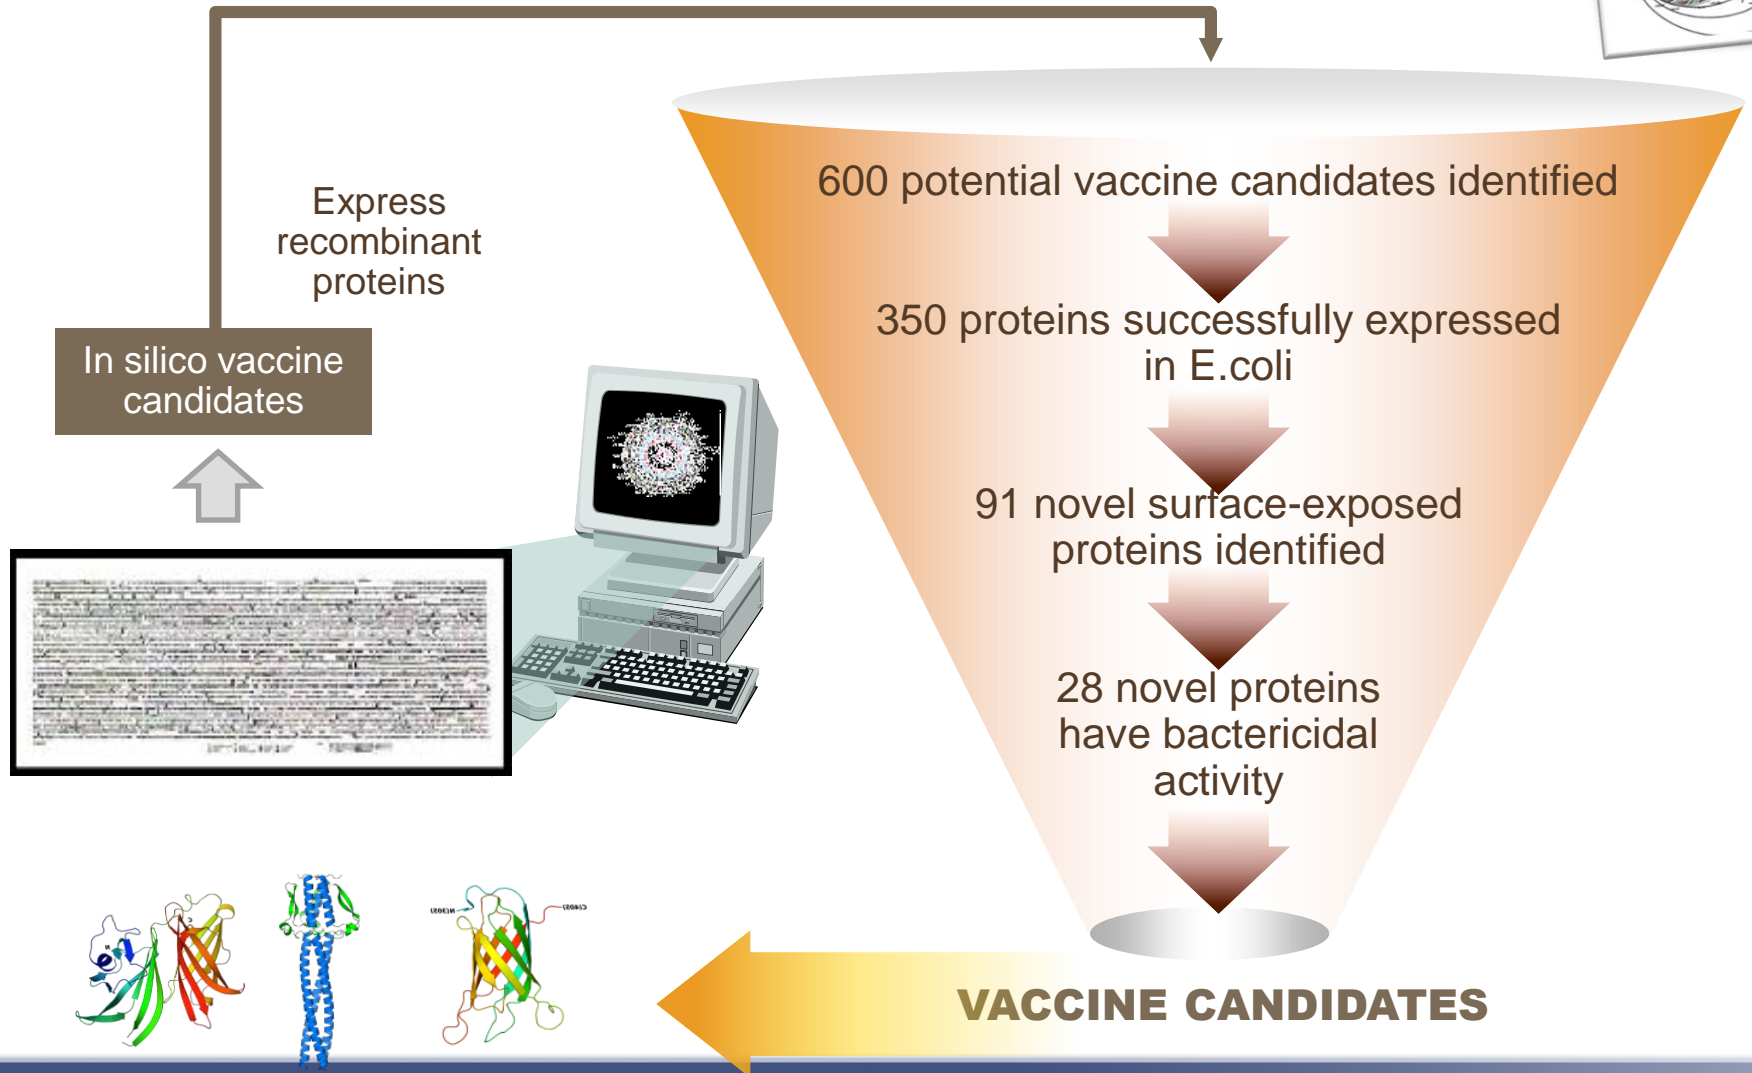 Express
recombinant
proteins
In silico vaccine
candidates
600 potential vaccine candidates identified
350 proteins successfully expressed
in E.coli
91 novel surface-exposed
proteins identified
28 novel proteins
have bactericidal
activity
VACCINE CANDIDATES